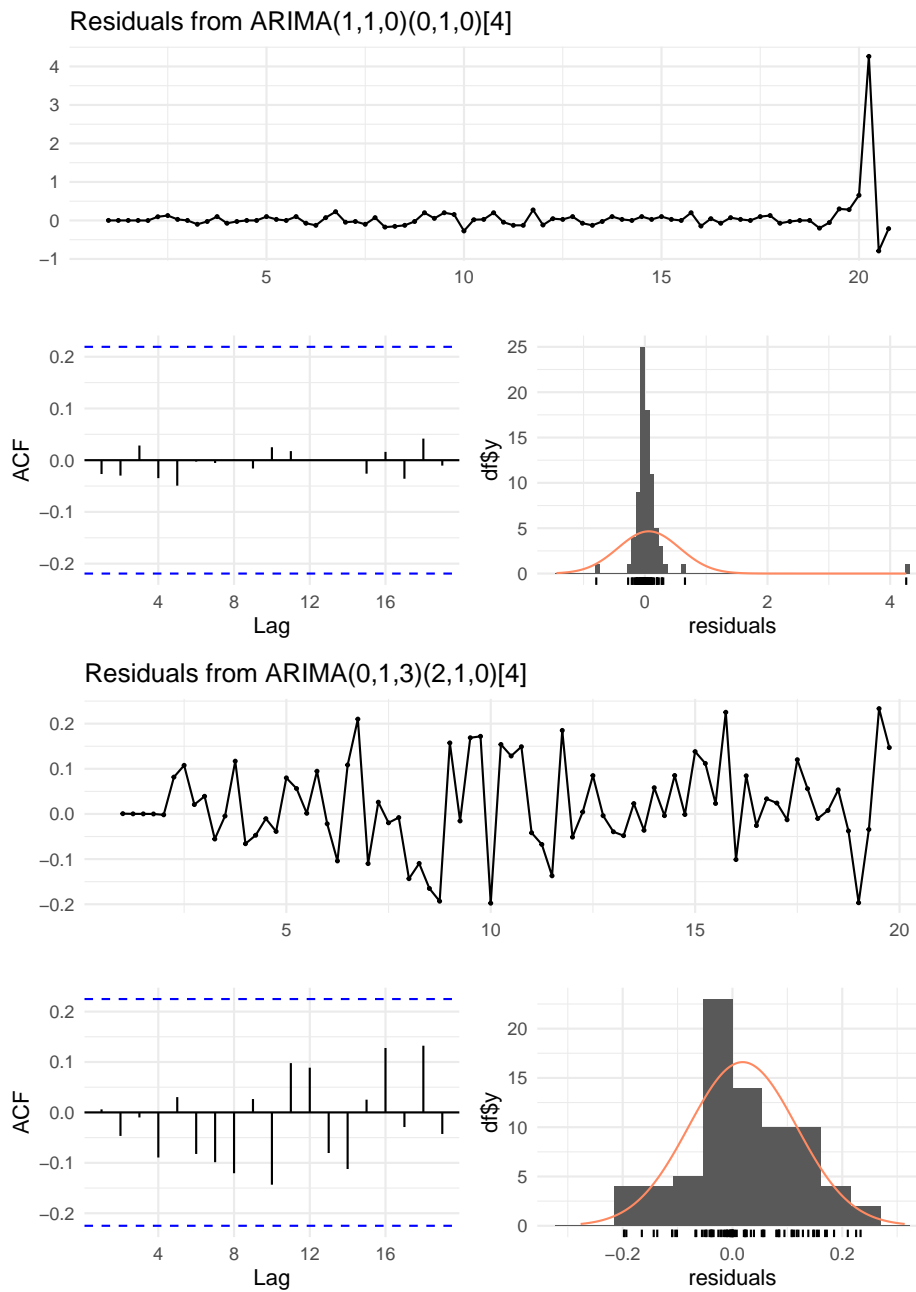 Residuals from ARIMA(1,1,0)(0,1,0)[4]
4
3
2
1
0
−1
5 10 15 20
0.2
0.1
0.0
−0.1
−0.2
ACF
4 8 12 16
Lag
25
20
15
10
5
0
df$y
0 2 4
residuals
Residuals from ARIMA(0,1,3)(2,1,0)[4]
0.2
0.1
0.0
−0.1
−0.2
5 10 15 20
0.2
0.1
0.0
−0.1
−0.2
ACF
4 8 12 16
Lag
20
15
10
5
0
df$y
−0.2 0.0 0.2
residuals